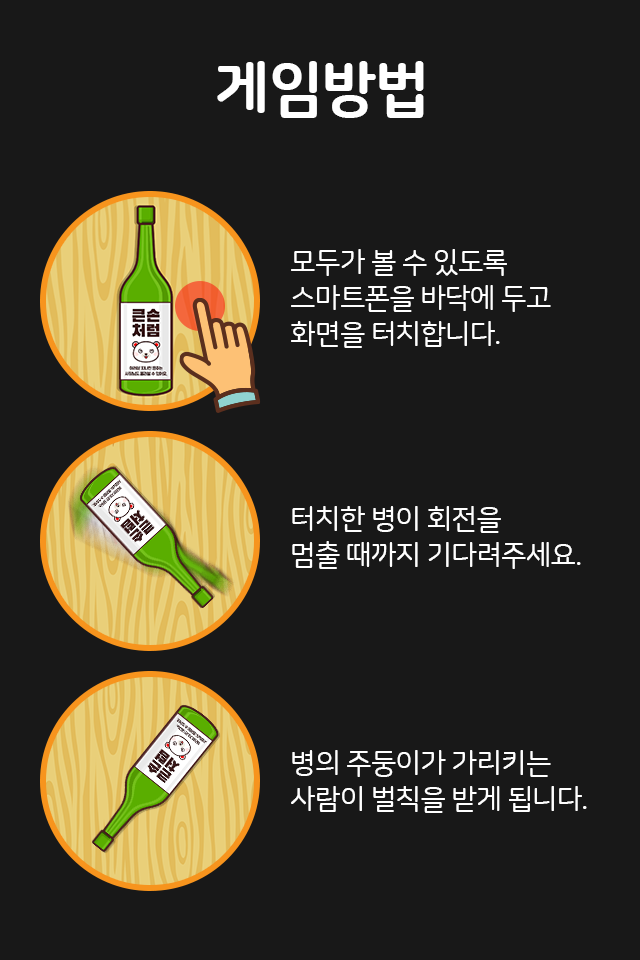 게임방법
모두가 볼 수 있도록
스마트폰을 바닥에 두고
화면을 터치합니다.
큰손
처럼
터치한 병이 회전을
멈출 때까지 기다려주세요.
큰손
처럼
병의 주둥이가 가리키는
사람이 벌칙을 받게 됩니다.
큰손
처럼